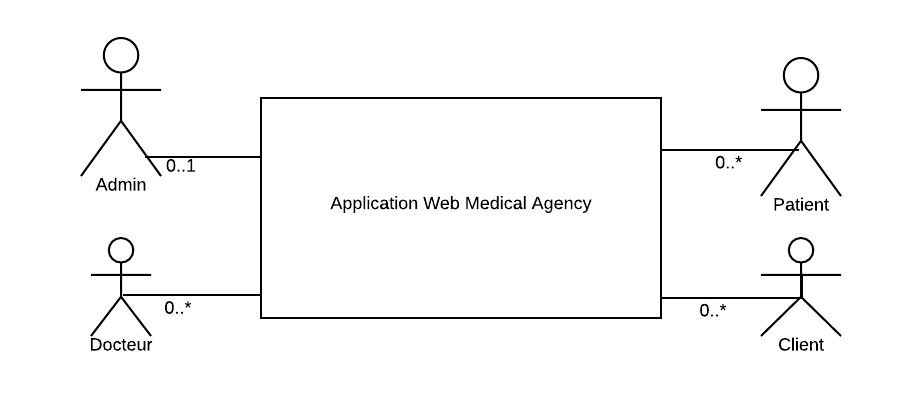 Admin
0..1
Docteur
0..*
Application Web Medical Agency
0..*
Patient
0..*
Client